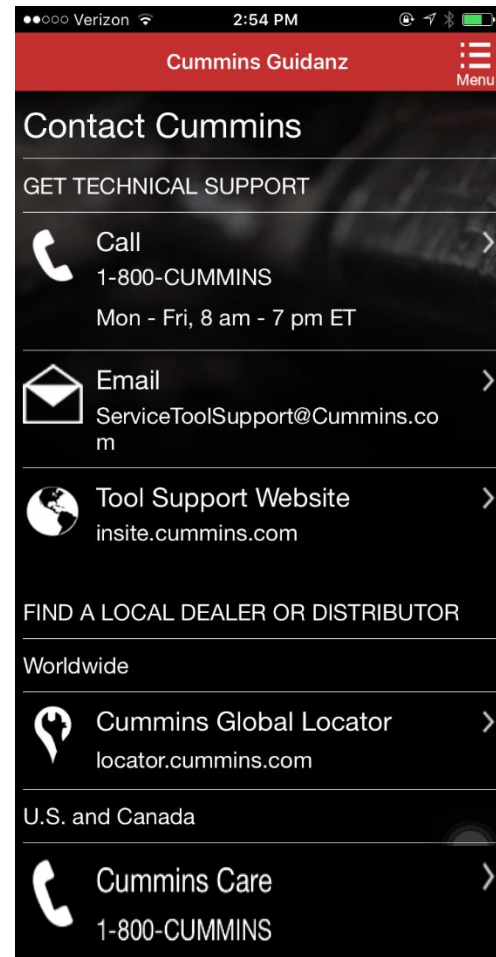 Verizon 2:54 PM
Cummins Guidanz
Menu
Contact Cummins
GET TECHNICAL SUPPORT
Call
1-800-CUMMINS
Mon - Fri, 8 am - 7 pm ET
Email
ServiceToolSupport@Cummins.co
m
Tool Support Website
insite.cummins.com
FIND A LOCAL DEALER OR DISTRIBUTOR
Worldwide
Cummins Global Locator
locator.cummins.com
U.S. and Canada
Cummins Care
1-800-CUMMINS